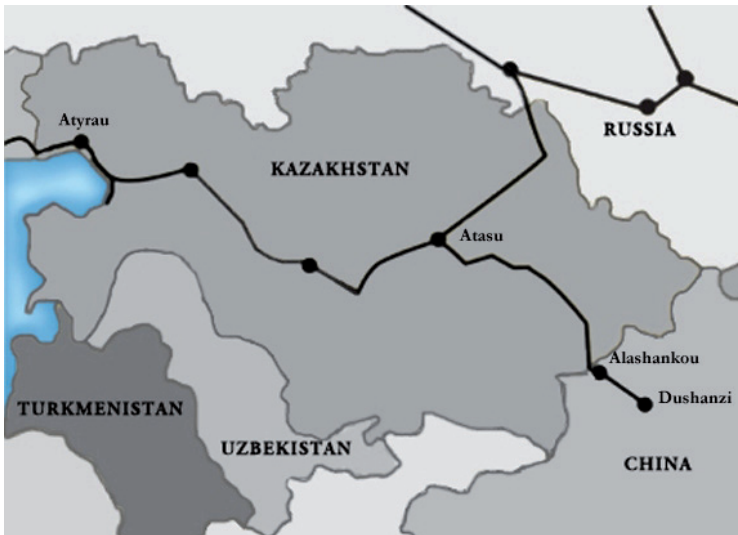 Atyrau
RUSSIA
KAZAKHSTAN
Atasu
Alashankou
Dushanzi
TURKMENISTAN
UZBEKISTAN
CHINA